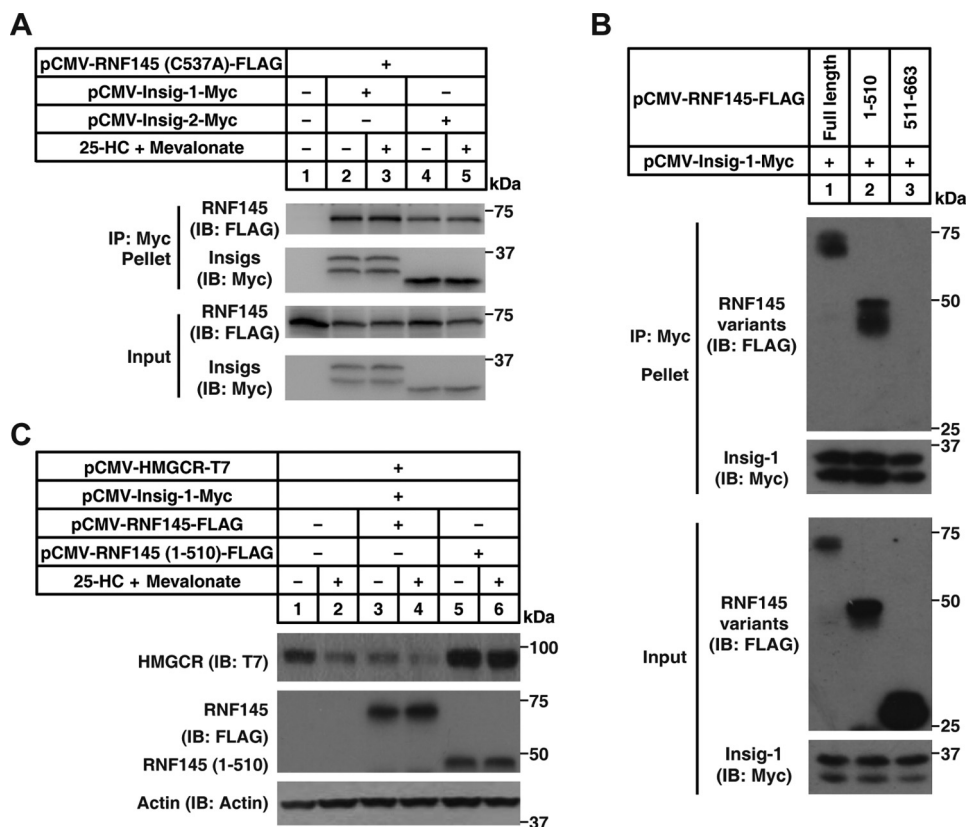 A
pCMV-RNF145 (C537A)-FLAG +
pCMV-Insig-1-Myc – + –
pCMV-Insig-2-Myc – – +
25-HC + Mevalonate – – + – +
1 2 3 4 5 kDa
IP: Myc
Pellet
RNF145
(IB: FLAG)
75
Insigs
(IB: Myc)
37
Input
RNF145
(IB: FLAG)
75
Insigs
(IB: Myc)
37
B
pCMV-RNF145-FLAG Full length 1-510 511-663
pCMV-Insig-1-Myc + + +
1 2 3 kDa
IP: Myc
Pellet
RNF145
variants
(IB: FLAG)
75
50
25
Insig-1
(IB: Myc)
37
Input
RNF145
variants
(IB: FLAG)
75
50
25
Insig-1
(IB: Myc)
37
C
pCMV-HMGCR-T7 +
pCMV-Insig-1-Myc +
pCMV-RNF145-FLAG – + –
pCMV-RNF145 (1-510)-FLAG – – +
25-HC + Mevalonate – + – + – +
1 2 3 4 5 6 kDa
HMGCR (IB: T7)
100
RNF145
(IB: FLAG)
RNF145 (1-510)
75
50
Actin (IB: Actin)
37